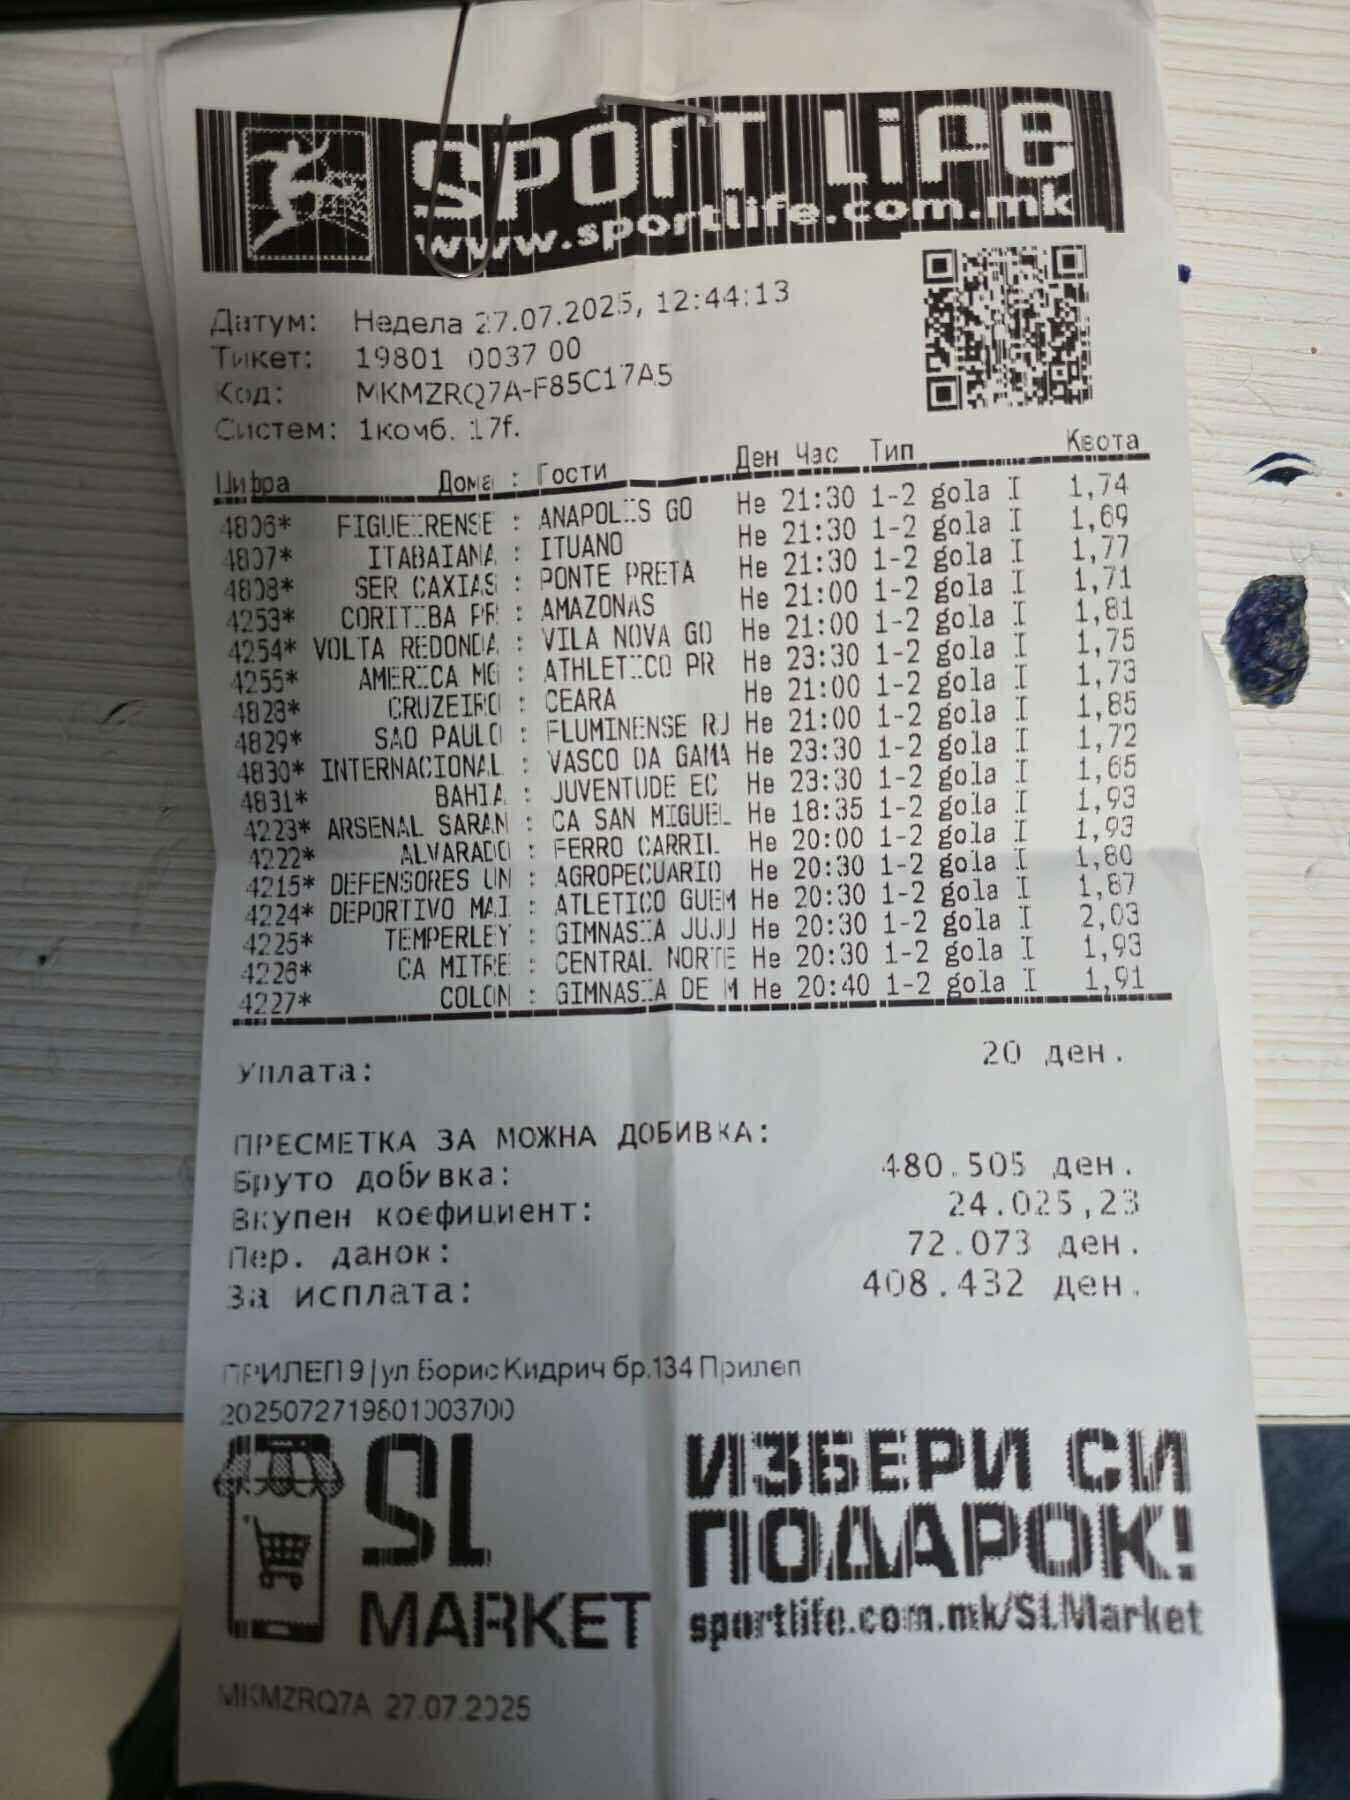 SPORT LiFe
www.sportlife.com.mk
Датум: Недела 27.07.2025, 12:44:13
Тикет: 19801 0037 00
Код: MKMZRQ7A-F85C17A5
Систем: 1комб. 17f.
Цифра Дома : Гости Ден Час Тип Квота
4806* FIGUEIRENSE : ANAPOLIS GO Не 21:30 1-2 gola I 1,74
4807* ITABAIANA : ITUANO Не 21:30 1-2 gola I 1,69
4808* SER CAXIAS : PONTE PRETA Не 21:30 1-2 gola I 1,77
4253* CORITIBA PR : AMAZONAS Не 21:00 1-2 gola I 1,71
4254* VOLTA REDONDA : VILA NOVA GO Не 21:00 1-2 gola I 1,81
4255* AMERICA MG : ATHLETICO PR Не 23:30 1-2 gola I 1,75
4828* CRUZEIRO : CEARA Не 21:00 1-2 gola I 1,73
4829* SAO PAULO : FLUMINENSE RJ Не 21:00 1-2 gola I 1,85
4830* INTERNACIONAL : VASCO DA GAMA Не 23:30 1-2 gola I 1,72
4831* BAHIA : JUVENTUDE EC Не 23:30 1-2 gola I 1,65
4223* ARSENAL SARAN : CA SAN MIGUEL Не 18:35 1-2 gola I 1,93
4222* ALVARADO : FERRO CARRIL Не 20:00 1-2 gola I 1,93
4215* DEFENSORES UN : AGROPECUARIO Не 20:30 1-2 gola I 1,80
4224* DEPORTIVO MAI : ATLETICO GUEM Не 20:30 1-2 gola I 1,87
4225* TEMPERLEY : GIMNASIA JUJU Не 20:30 1-2 gola I 2,03
4226* CA MITRE : CENTRAL NORTE Не 20:30 1-2 gola I 1,93
4227* COLON : GIMNASIA DE M Не 20:40 1-2 gola I 1,91
Уплата: 20 ден.
ПРЕСМЕТКА ЗА МОЖНА ДОБИВКА:
Бруто добивка: 480.505 ден.
Вкупен коефициент: 24.025,23
Пер. данок: 72.073 ден.
За исплата: 408.432 ден.
ПРИЛЕП 9 | ул Борис Кидрич бр.134 Прилеп
2025072719801003700
SL MARKET
ИЗБЕРИ СИ
ПОДАРОК!
sportlife.com.mk/SLMarket
MKMZRQ7A 27.07.2025